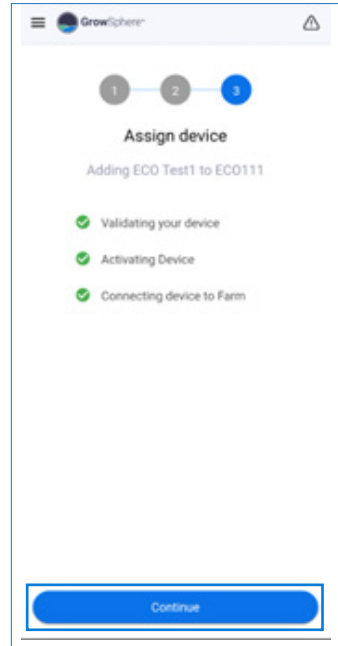 GrowSphere™
1 2 3
Assign device
Adding ECO Test1 to ECO111
Validating your device
Activating Device
Connecting device to Farm
Continue